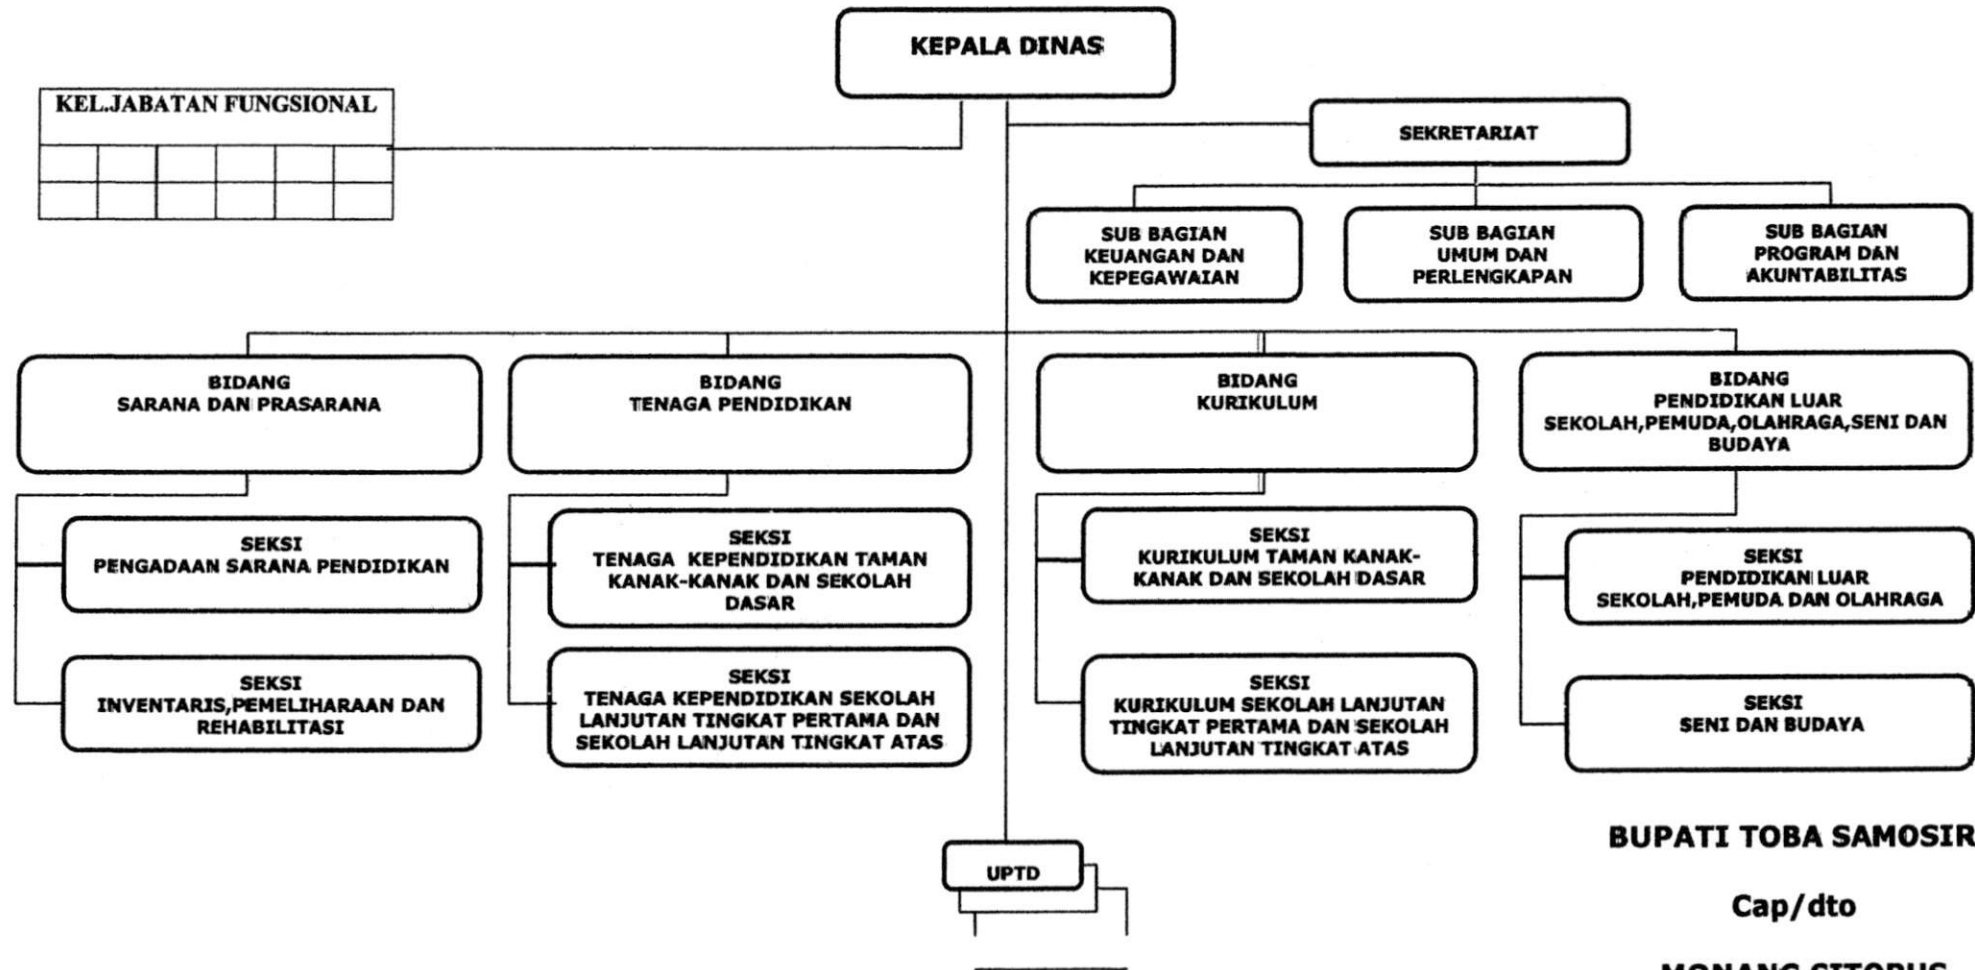 KEPALA DINAS
KEL.JABATAN FUNGSIONAL
SEKRETARIAT
SUB BAGIAN
KEUANGAN DAN
KEPEGAWAIAN
SUB BAGIAN
UMUM DAN
PERLENGKAPAN
SUB BAGIAN
PROGRAM DAN
AKUNTABILITAS
BIDANG
SARANA DAN PRASARANA
BIDANG
TENAGA PENDIDIKAN
BIDANG
KURIKULUM
BIDANG
PENDIDIKAN LUAR
SEKOLAH,PEMUDA,OLAHRAGA,SENI DAN
BUDAYA
SEKSI
PENGADAAN SARANA PENDIDIKAN
SEKSI
TENAGA KEPENDIDIKAN TAMAN
KANAK-KANAK DAN SEKOLAH
DASAR
SEKSI
KURIKULUM TAMAN KANAK-
KANAK DAN SEKOLAH DASAR
SEKSI
PENDIDIKAN LUAR
SEKOLAH,PEMUDA DAN OLAHRAGA
SEKSI
INVENTARIS,PEMELIHARAAN DAN
REHABILITASI
SEKSI
TENAGA KEPENDIDIKAN SEKOLAH
LANJUTAN TINGKAT PERTAMA DAN
SEKOLAH LANJUTAN TINGKAT ATAS
SEKSI
KURIKULUM SEKOLAH LANJUTAN
TINGKAT PERTAMA DAN SEKOLAH
LANJUTAN TINGKAT ATAS
SEKSI
SENI DAN BUDAYA
UPTD
BUPATI TOBA SAMOSIR
Cap/dto
MONANG SITORUS